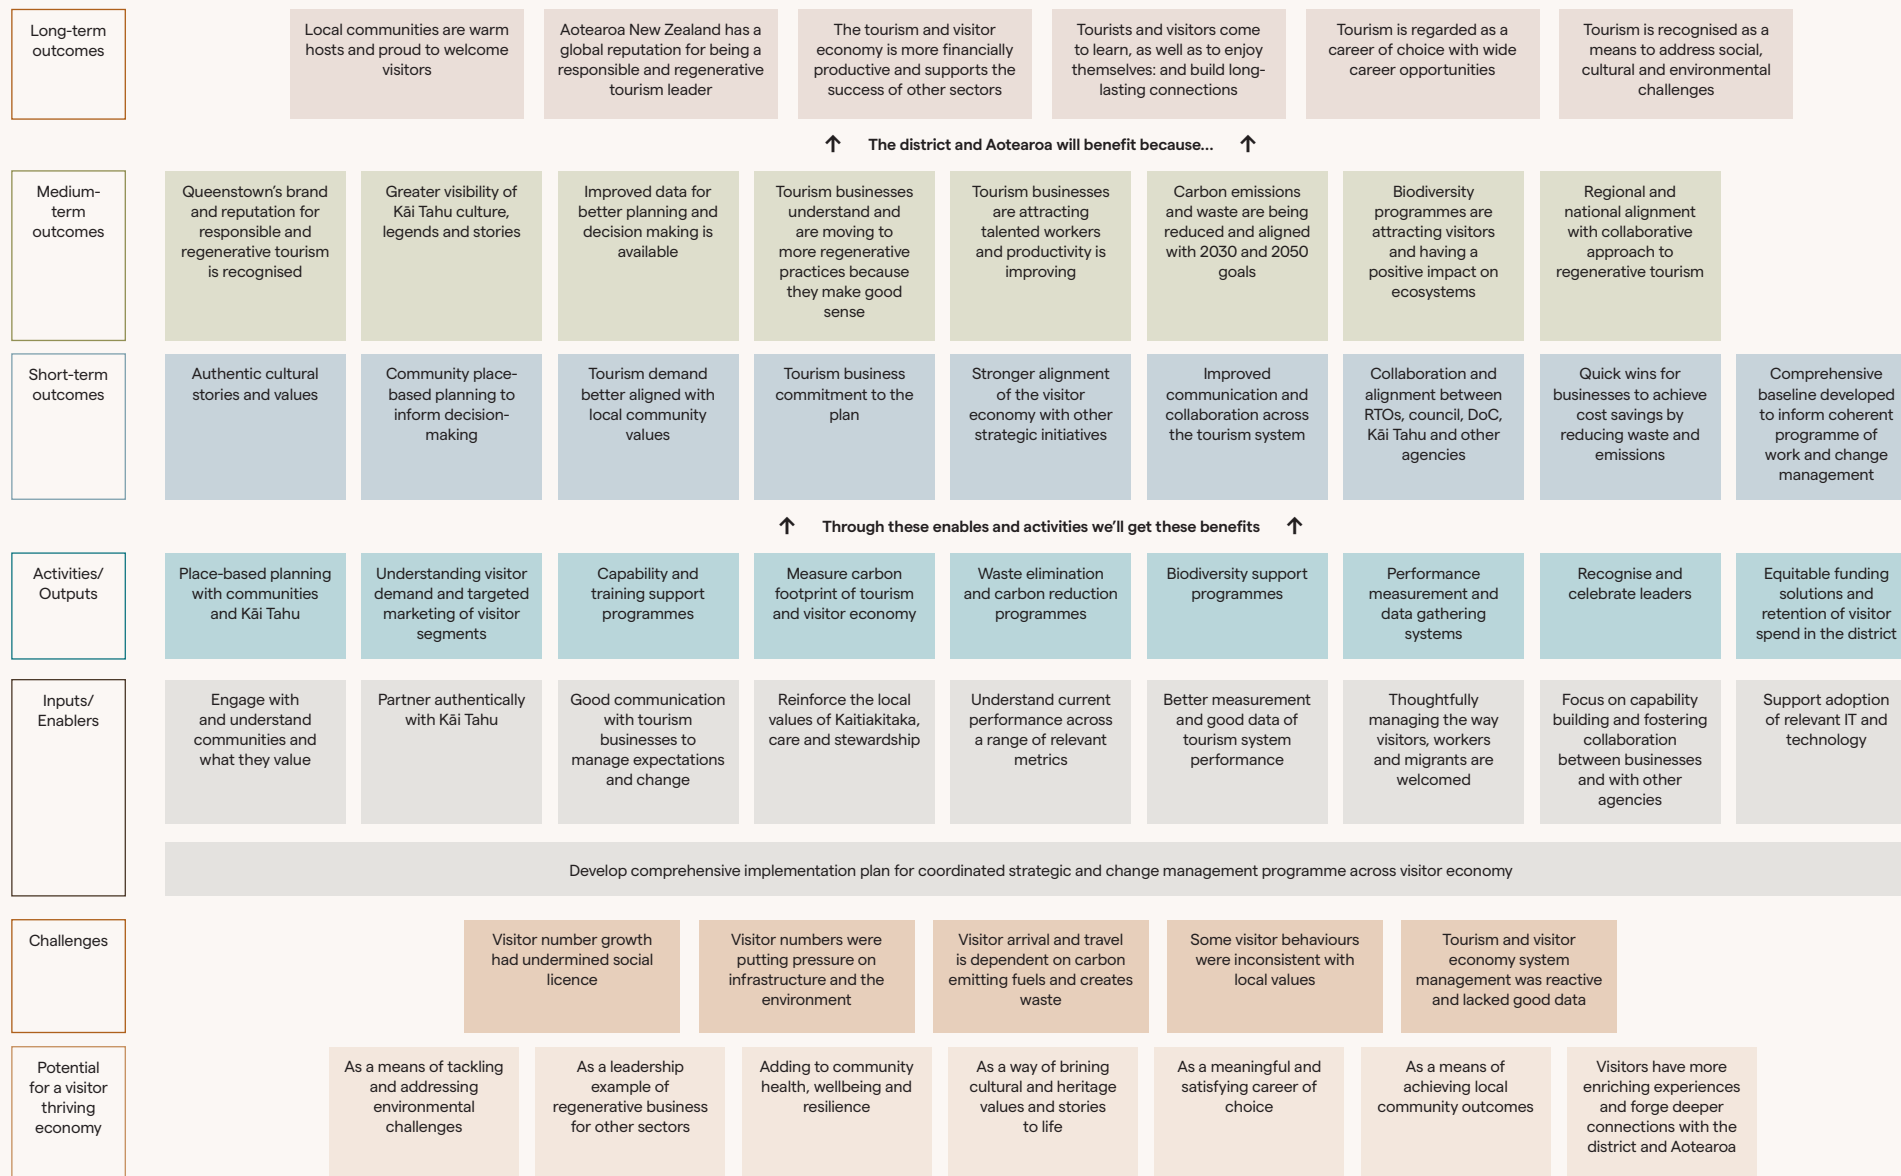 Long-term
outcomes
Local communities are warm
hosts and proud to welcome
visitors
Aotearoa New Zealand has a
global reputation for being a
responsible and regenerative
tourism leader
The tourism and visitor
economy is more financially
productive and supports the
success of other sectors
Tourists and visitors come
to learn, as well as to enjoy
themselves: and build long-
lasting connections
Tourism is regarded as a
career of choice with wide
career opportunities
Tourism is recognised as a
means to address social,
cultural and environmental
challenges
↑ The district and Aotearoa will benefit because... ↑
Medium-
term
outcomes
Queenstown's brand
and reputation for
responsible and
regenerative tourism
is recognised
Greater visibility of
Kāi Tahu culture,
legends and stories
Improved data for
better planning and
decision making is
available
Tourism businesses
understand and
are moving to
more regenerative
practices because
they make good
sense
Tourism businesses
are attracting
talented workers
and productivity is
improving
Carbon emissions
and waste are being
reduced and aligned
with 2030 and 2050
goals
Biodiversity
programmes are
attracting visitors
and having a
positive impact on
ecosystems
Regional and
national alignment
with collaborative
approach to
regenerative tourism
Short-term
outcomes
Authentic cultural
stories and values
Community place-
based planning to
inform decision-
making
Tourism demand
better aligned with
local community
values
Tourism business
commitment to the
plan
Stronger alignment
of the visitor
economy with other
strategic initiatives
Improved
communication and
collaboration across
the tourism system
Collaboration and
alignment between
RTOs, council, DoC,
Kāi Tahu and other
agencies
Quick wins for
businesses to achieve
cost savings by
reducing waste and
emissions
Comprehensive
baseline developed
to inform coherent
programme of
work and change
management
↑ Through these enables and activities we'll get these benefits ↑
Activities/
Outputs
Place-based planning
with communities
and Kāi Tahu
Understanding visitor
demand and targeted
marketing of visitor
segments
Capability and
training support
programmes
Measure carbon
footprint of tourism
and visitor economy
Waste elimination
and carbon reduction
programmes
Biodiversity support
programmes
Performance
measurement and
data gathering
systems
Recognise and
celebrate leaders
Equitable funding
solutions and
retention of visitor
spend in the district
Inputs/
Enablers
Engage with
and understand
communities and
what they value
Partner authentically
with Kāi Tahu
Good communication
with tourism
businesses to
manage expectations
and change
Reinforce the local
values of Kaitiakitaka,
care and stewardship
Understand current
performance across
a range of relevant
metrics
Better measurement
and good data of
tourism system
performance
Thoughtfully
managing the way
visitors, workers
and migrants are
welcomed
Focus on capability
building and fostering
collaboration
between businesses
and with other
agencies
Support adoption
of relevant IT and
technology
Develop comprehensive implementation plan for coordinated strategic and change management programme across visitor economy
Challenges
Visitor number growth
had undermined social
licence
Visitor numbers were
putting pressure on
infrastructure and the
environment
Visitor arrival and travel
is dependent on carbon
emitting fuels and creates
waste
Some visitor behaviours
were inconsistent with
local values
Tourism and visitor
economy system
management was reactive
and lacked good data
Potential
for a visitor
thriving
economy
As a means of tackling
and addressing
environmental
challenges
As a leadership
example of
regenerative business
for other sectors
Adding to community
health, wellbeing and
resilience
As a way of brining
cultural and heritage
values and stories
to life
As a meaningful and
satisfying career of
choice
As a means of
achieving local
community outcomes
Visitors have more
enriching experiences
and forge deeper
connections with the
district and Aotearoa